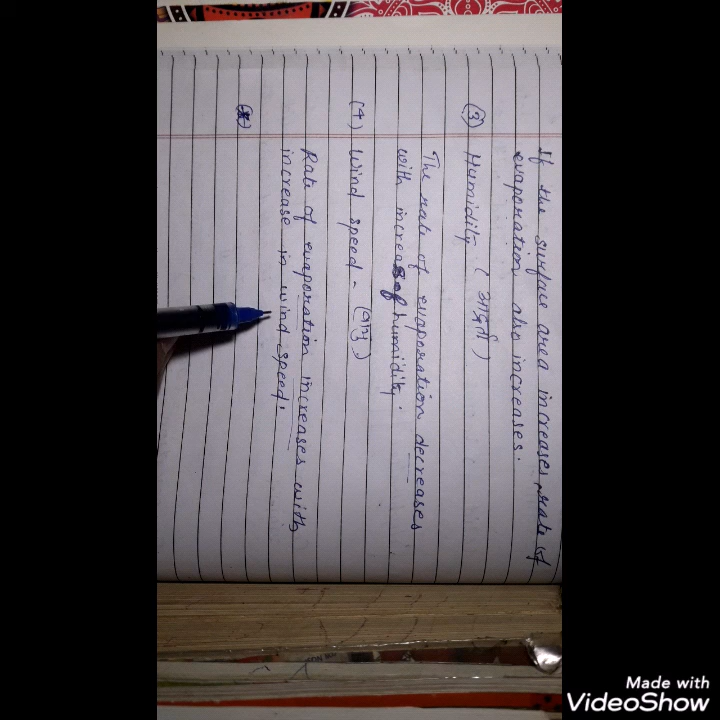 If the surface area increases, rate of
evaporation also increases.
(3) Humidity (आर्द्रता)
The rate of evaporation decreases
with increase of humidity.
(4) Wind speed - (वायु)
Rate of evaporation increases with
increase in wind speed.
Made with
VideoShow